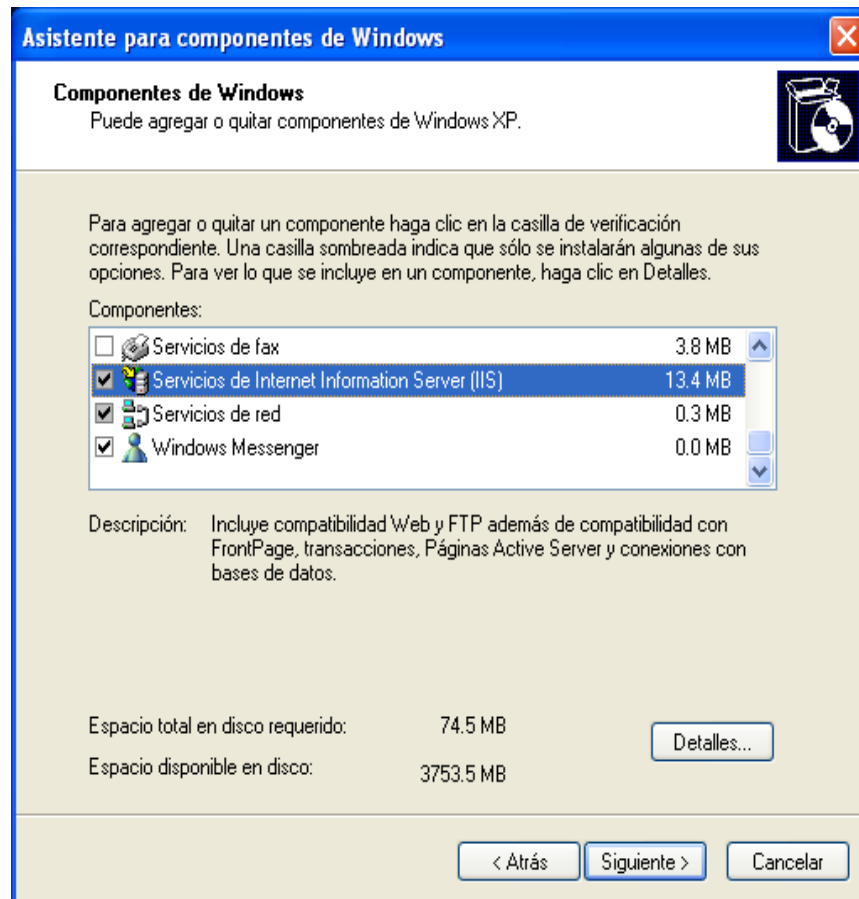 Asistente para componentes de Windows
Componentes de Windows
Puede agregar o quitar componentes de Windows XP.
Para agregar o quitar un componente haga clic en la casilla de verificación
correspondiente. Una casilla sombreada indica que sólo se instalarán algunas de sus
opciones. Para ver lo que se incluye en un componente, haga clic en Detalles.
Componentes:
Servicios de fax 3.8 MB
Servicios de Internet Information Server (IIS) 13.4 MB
Servicios de red 0.3 MB
Windows Messenger 0.0 MB
Descripción: Incluye compatibilidad Web y FTP además de compatibilidad con
FrontPage, transacciones, Páginas Active Server y conexiones con
bases de datos.
Espacio total en disco requerido: 74.5 MB
Detalles...
Espacio disponible en disco: 3753.5 MB
< Atrás Siguiente > Cancelar